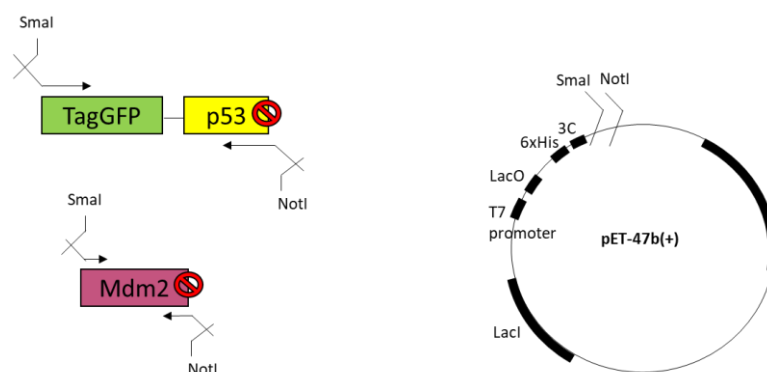 SmaI
TagGFP
p53
NotI
SmaI
Mdm2
NotI
SmaI
NotI
3C
6xHis
LacO
T7
promoter
pET-47b(+)
LacI